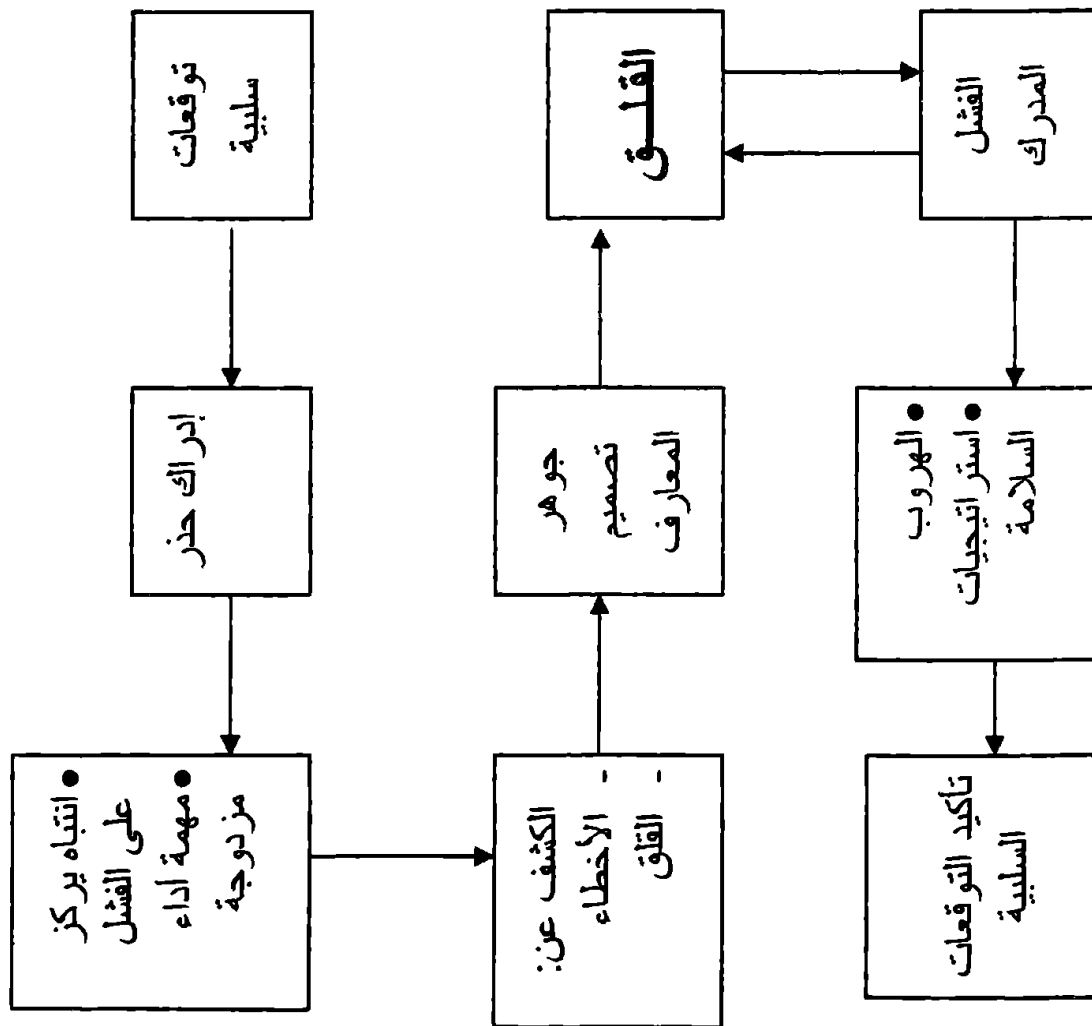 توقعات
سلبية
إدراك حذر
● انتباه يركز
على الفشل
● مهمة أداء
مزدوجة
الكشف عن:
- الأخطاء
- القلق
جوهر
تصميم
المعارف
القلـــق
الفشل
المدرك
● الهروب
● استراتيجيات
السلامة
تأكيد التوقعات
السلبية